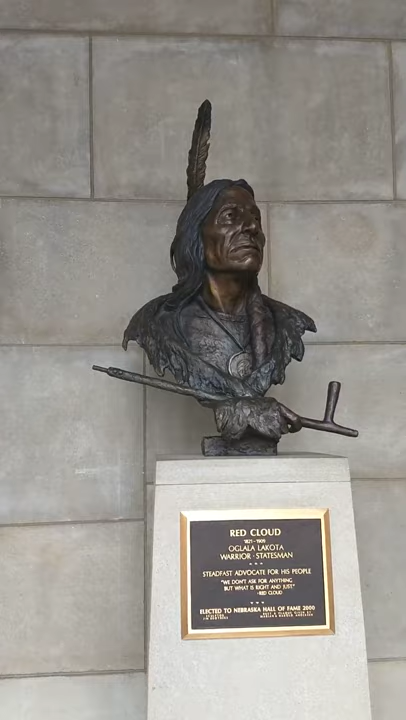 RED CLOUD
1821 - 1909
OGLALA LAKOTA
WARRIOR · STATESMAN
STEADFAST ADVOCATE FOR HIS PEOPLE
"WE DON'T ASK FOR ANYTHING
BUT WHAT IS RIGHT AND JUST"
-RED CLOUD
ELECTED TO NEBRASKA HALL OF FAME 2000